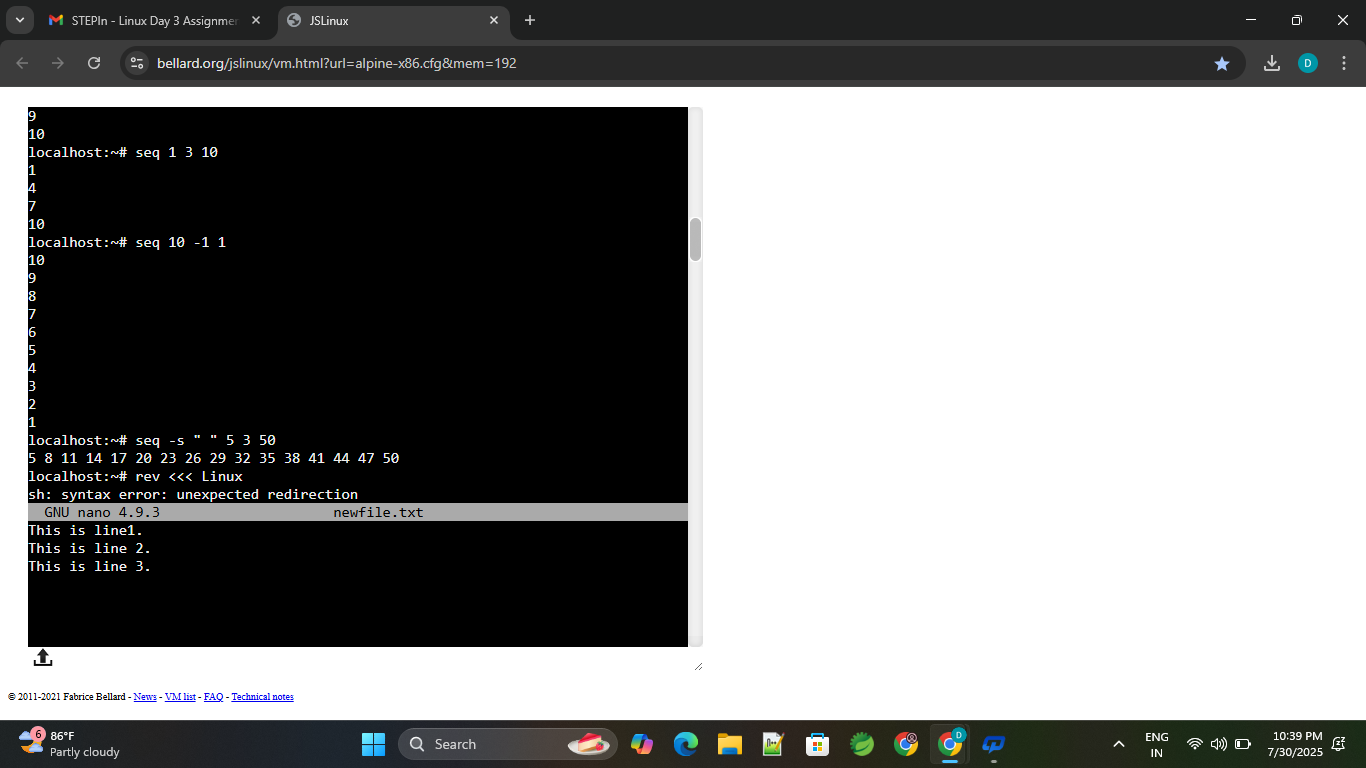 STEPIn - Linux Day 3 Assignmer
JSLinux
bellard.org/jslinux/vm.html?url=alpine-x86.cfg&mem=192
D
9
10
localhost:~# seq 1 3 10
1
4
7
10
localhost:~# seq 10 -1 1
10
9
8
7
6
5
4
3
2
1
localhost:~# seq -s " " 5 3 50
5 8 11 14 17 20 23 26 29 32 35 38 41 44 47 50
localhost:~# rev <<< Linux
sh: syntax error: unexpected redirection
GNU nano 4.9.3 newfile.txt
This is line1.
This is line 2.
This is line 3.
© 2011-2021 Fabrice Bellard - News - VM list - FAQ - Technical notes
6
86°F
Partly cloudy
Search
D
ENG
IN
10:39 PM
7/30/2025